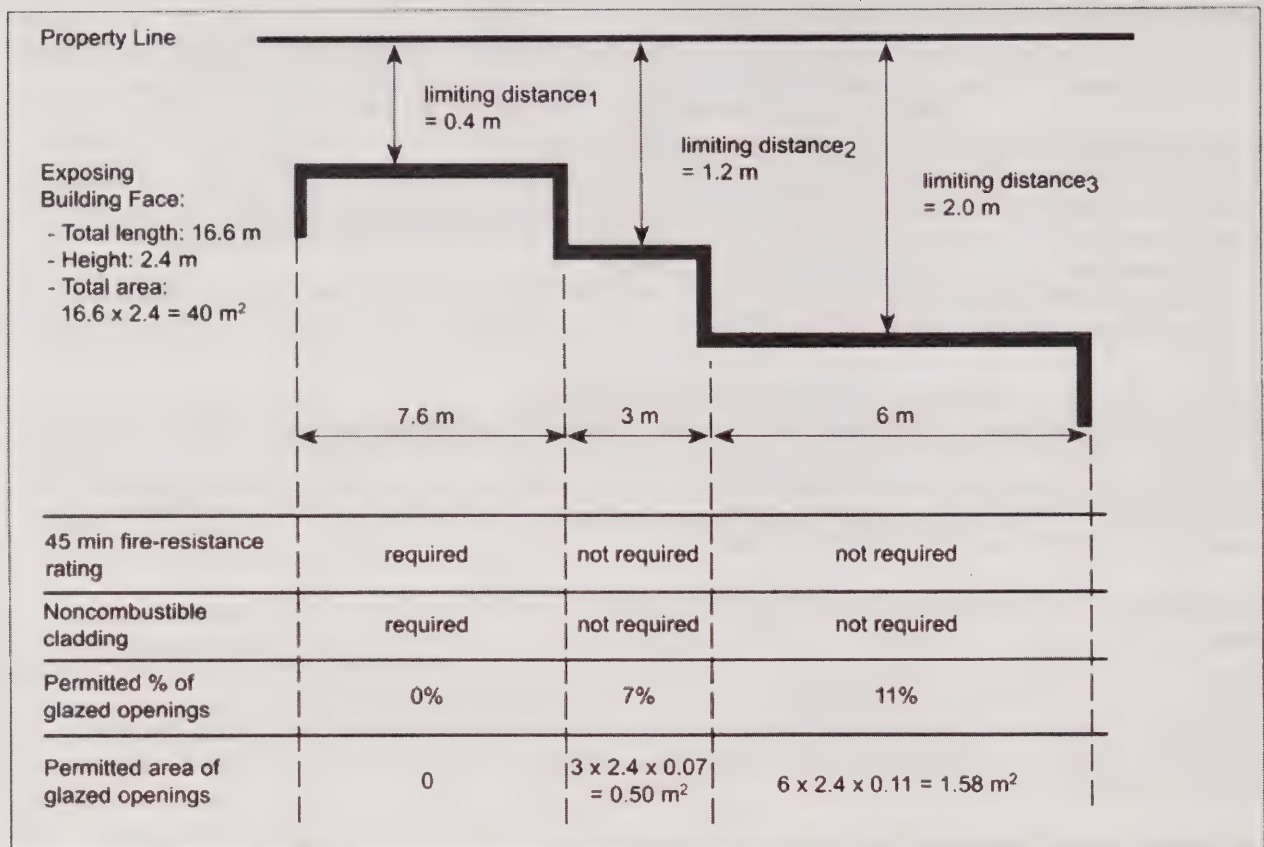 Property Line
limiting distance1
= 0.4 m
limiting distance2
= 1.2 m
limiting distance3
= 2.0 m
Exposing
Building Face:
- Total length: 16.6 m
- Height: 2.4 m
- Total area:
16.6 x 2.4 = 40 m²
7.6 m 3 m 6 m
45 min fire-resistance
rating
required not required not required
Noncombustible
cladding
required not required not required
Permitted % of
glazed openings
0% 7% 11%
Permitted area of
glazed openings
0
3 x 2.4 x 0.07
= 0.50 m²
6 x 2.4 x 0.11 = 1.58 m²